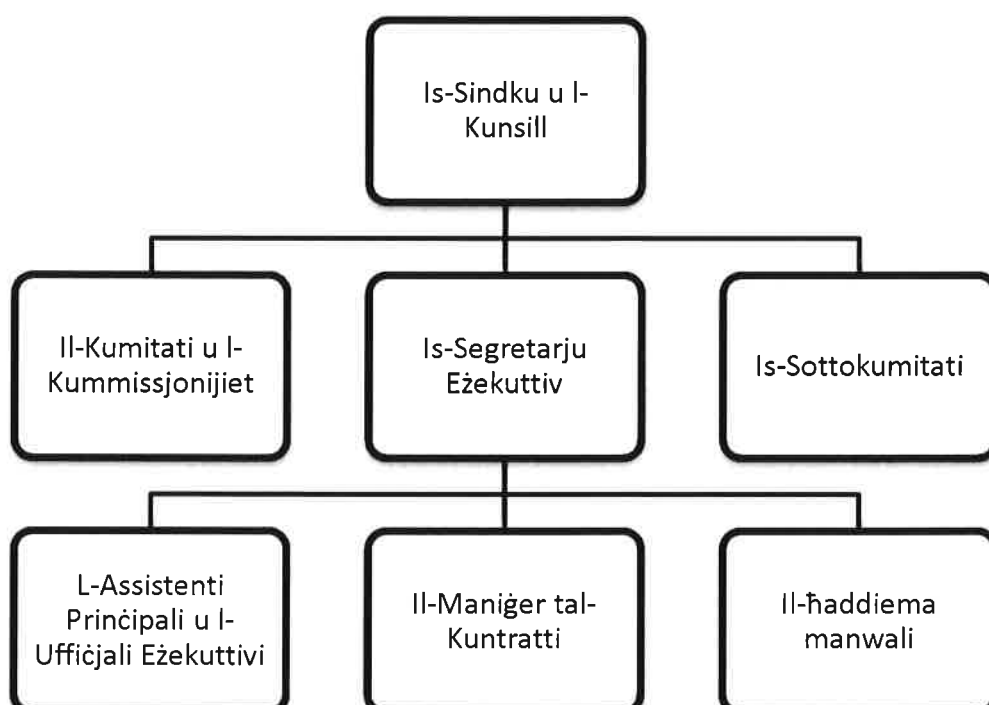 Is-Sindku u l-
Kunsill
Il-Kumitati u l-
Kummissjonijiet
Is-Segretarju
Eżekuttiv
Is-Sottokumitati
L-Assistenti
Prinċipali u l-
Uffiċjali Eżekuttivi
Il-Maniġer tal-
Kuntratti
Il-ħaddiema
manwali